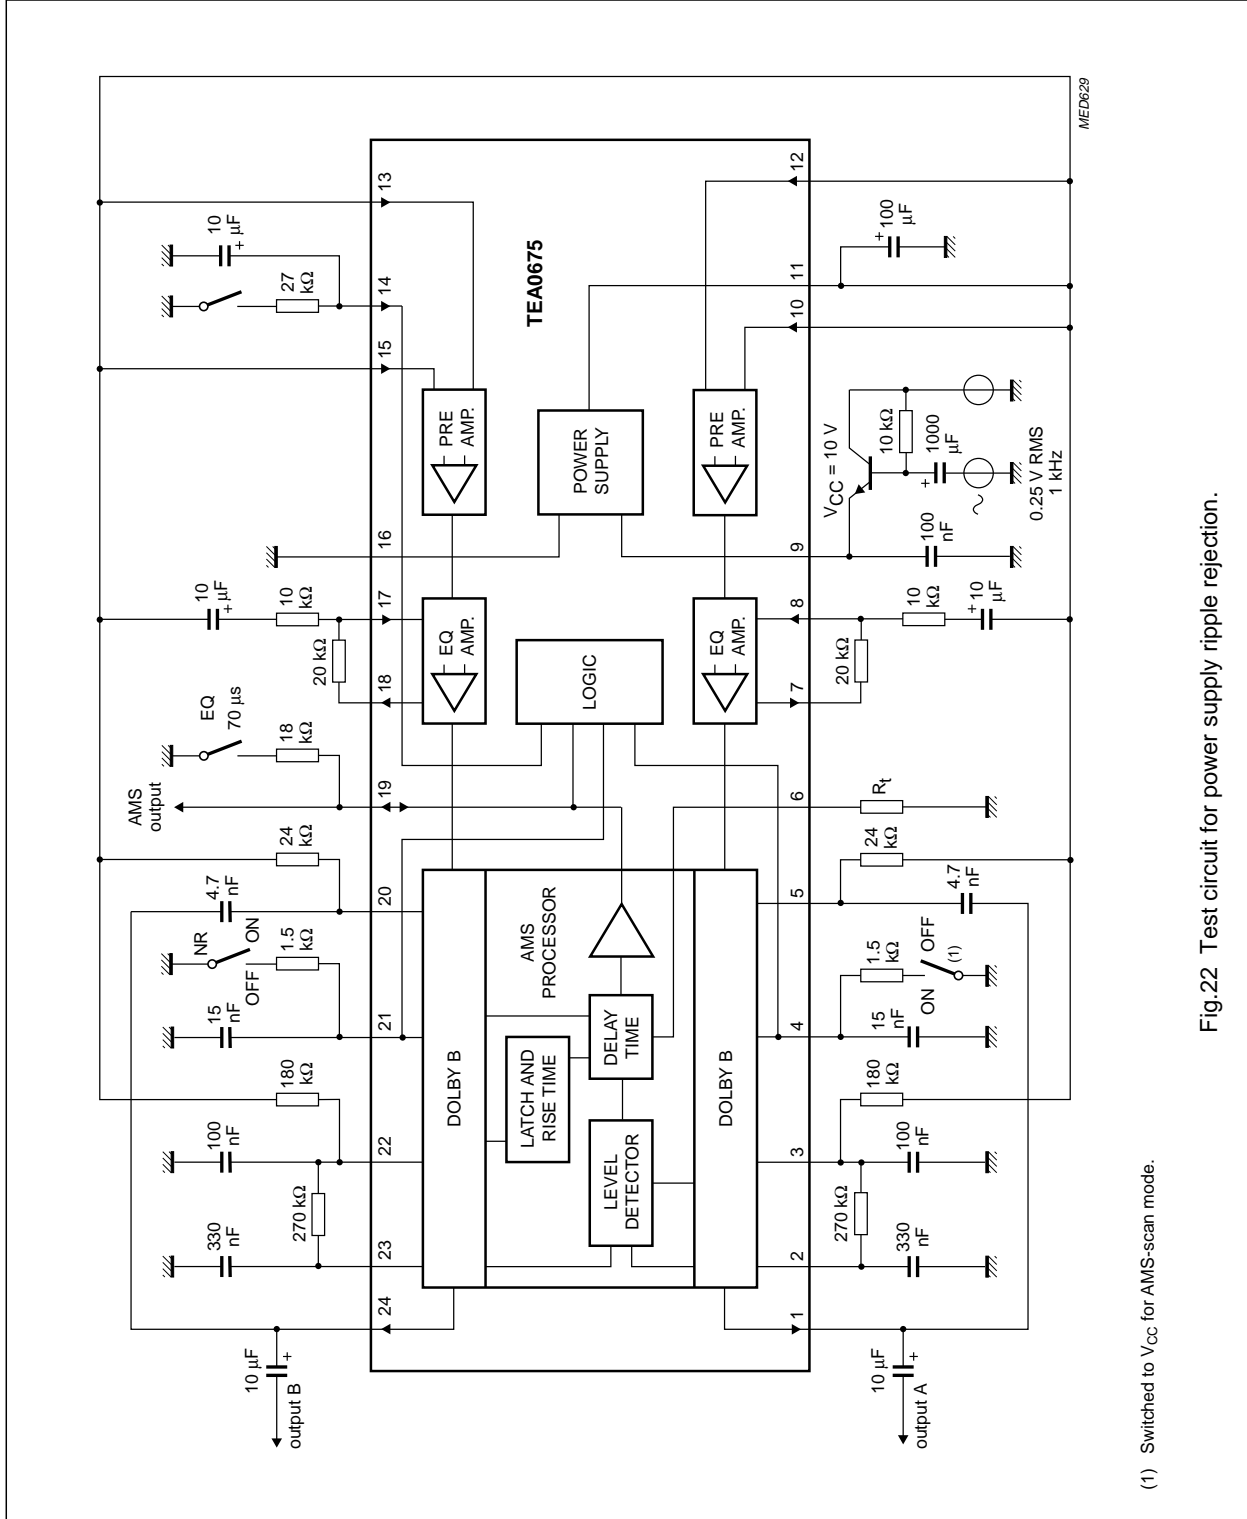 MED629
10
μF
+
27
kΩ
13
14
15
TEA0675
12
11
10
+
100
μF
PRE
AMP.
POWER
SUPPLY
PRE
AMP.
VCC = 10 V
10 kΩ
1000
μF
+
0.25 V RMS
1 kHz
100
nF
16
9
10
μF
+
10
kΩ
20 kΩ
17
18
EQ
AMP.
LOGIC
EQ
AMP.
8
7
10
kΩ
20 kΩ
+
10
μF
EQ
70 μs
18
kΩ
AMS
output
19
6
Rt
24
kΩ
4.7
nF
20
AMS
PROCESSOR
5
24
kΩ
4.7
nF
NR
ON
OFF
1.5
kΩ
15
nF
21
DOLBY B
LATCH AND
RISE TIME
DELAY
TIME
LEVEL
DETECTOR
DOLBY B
4
1.5
kΩ
OFF
(1)
ON
15
nF
180
kΩ
100
nF
22
270 kΩ
330
nF
23
3
180
kΩ
100
nF
270 kΩ
2
330
nF
24
1
10 μF
+
output B
10 μF
+
output A
(1) Switched to VCC for AMS-scan mode.
Fig.22 Test circuit for power supply ripple rejection.